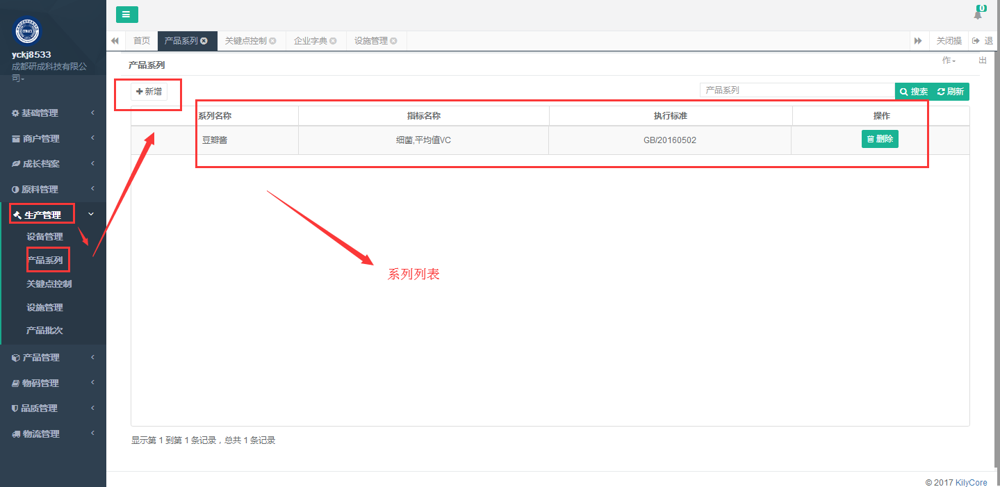 0
首页
产品系列
关键点控制
企业字典
设施管理
关闭操作
退出
yckj8533
成都研成科技有限公司
基础管理
商户管理
成长档案
原料管理
生产管理
设备管理
产品系列
关键点控制
设施管理
产品批次
产品管理
物码管理
品质管理
物流管理
产品系列
新增
产品系列
搜索
刷新
系列名称 指标名称 执行标准 操作
豆瓣酱 细菌,平均值VC GB/20160502 删除
系列列表
显示第 1 到第 1 条记录，总共 1 条记录
© 2017 KilyCore